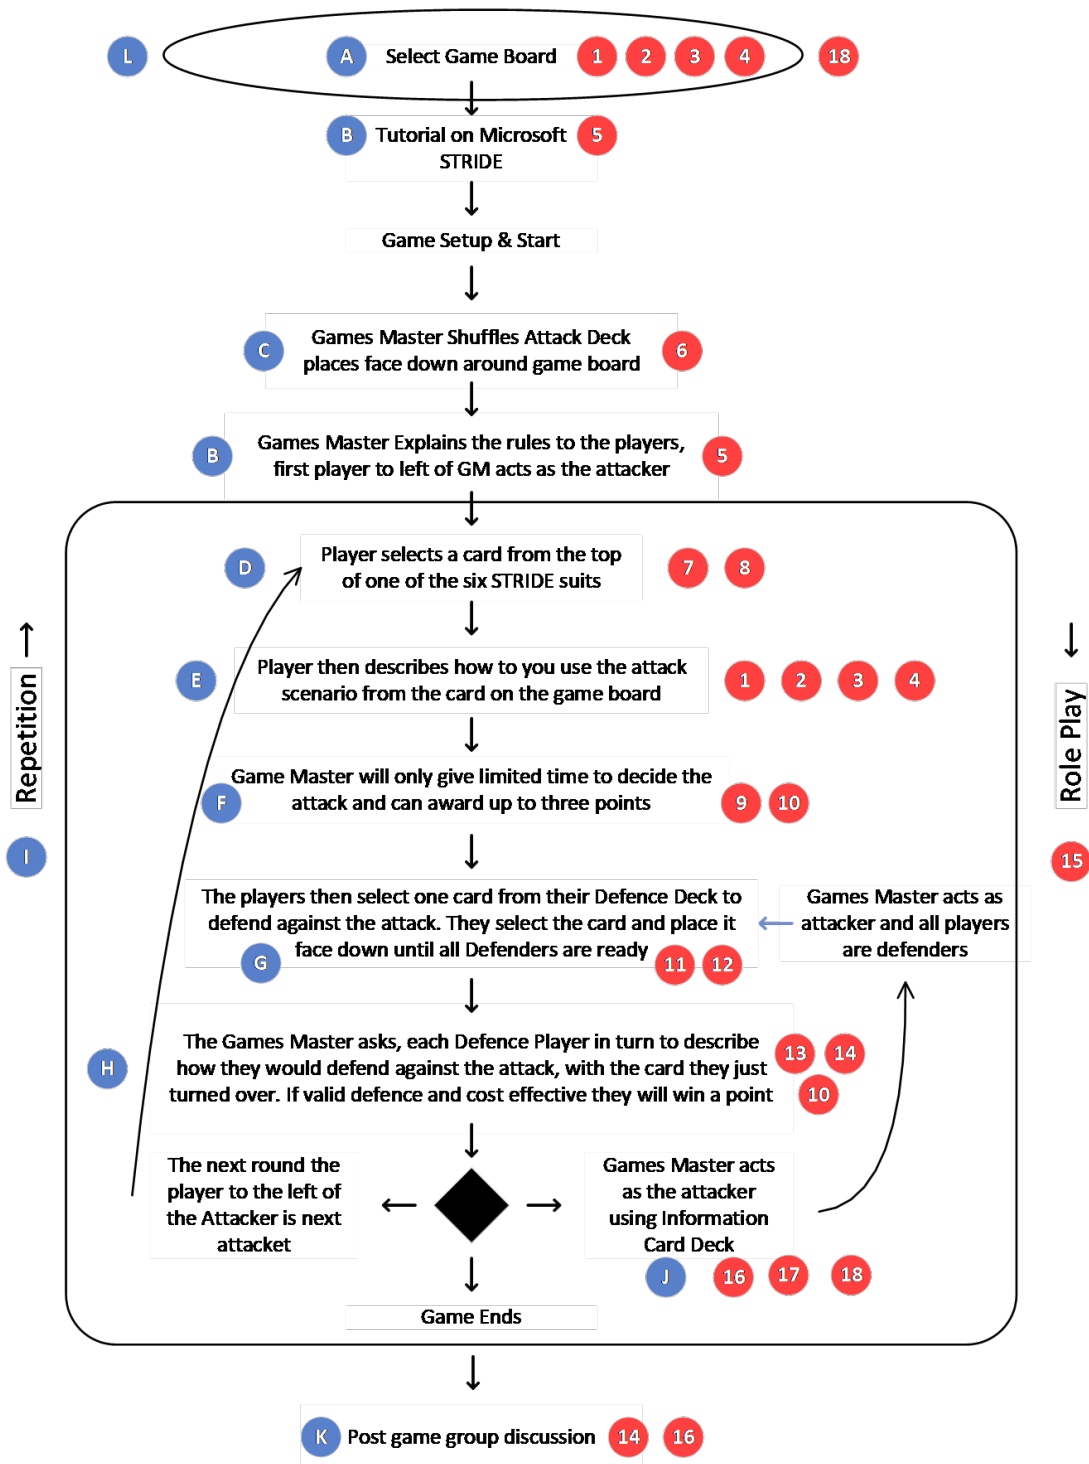 L
A Select Game Board 1 2 3 4 18
B Tutorial on Microsoft 5
STRIDE
Game Setup & Start
Games Master Shuffles Attack Deck
places face down around game board
C 6
Games Master Explains the rules to the players,
first player to left of GM acts as the attacker
B 5
Player selects a card from the top
of one of the six STRIDE suits
D 7 8
Player then describes how to you use the attack
scenario from the card on the game board
E 1 2 3 4
Repetition
I
Role Play
15
Game Master will only give limited time to decide the
attack and can award up to three points
F 9 10
The players then select one card from their Defence Deck to
defend against the attack. They select the card and place it
face down until all Defenders are ready
G 11 12
Games Master acts as
attacker and all players
are defenders
The Games Master asks, each Defence Player in turn to describe
how they would defend against the attack, with the card they just
turned over. If valid defence and cost effective they will win a point
H 13 14
10
The next round the
player to the left of
the Attacker is next
attacket
Games Master acts
as the attacker
using Information
Card Deck
J 16 17 18
Game Ends
K Post game group discussion 14 16